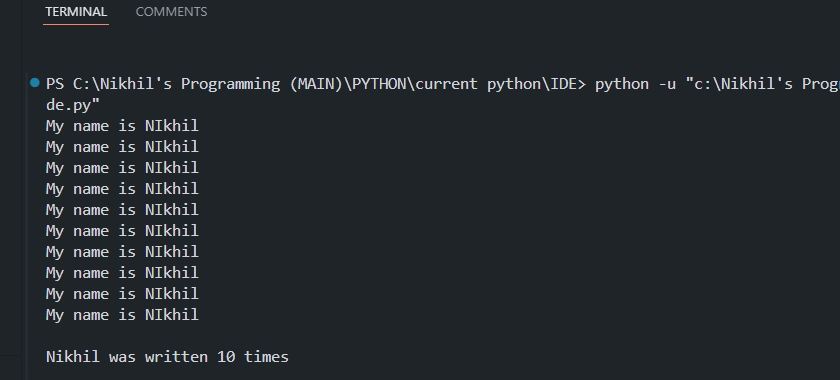 TERMINAL COMMENTS
PS C:\Nikhil's Programming (MAIN)\PYTHON\current python\IDE> python -u "c:\Nikhil's Prog
de.py"
My name is NIkhil
My name is NIkhil
My name is NIkhil
My name is NIkhil
My name is NIkhil
My name is NIkhil
My name is NIkhil
My name is NIkhil
My name is NIkhil
My name is NIkhil
Nikhil was written 10 times